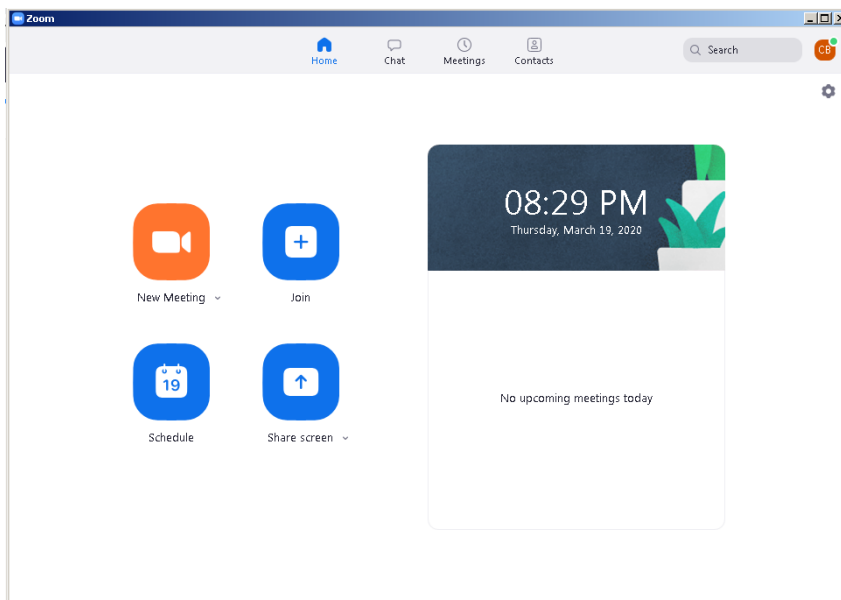 Zoom
Home
Chat
Meetings
Contacts
Search
CB
08:29 PM
Thursday, March 19, 2020
New Meeting
Join
19
Schedule
Share screen
No upcoming meetings today